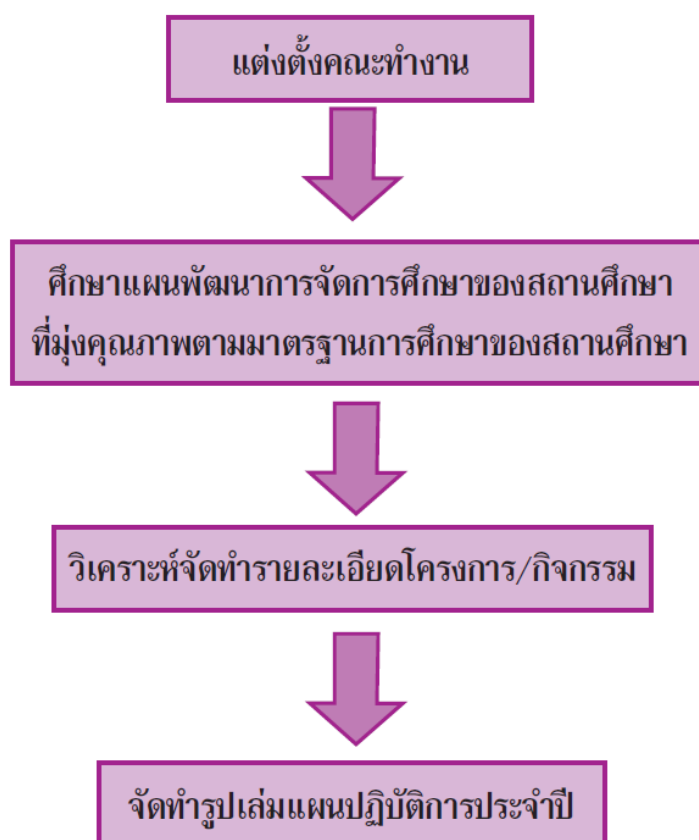 แต่งตั้งคณะทำงาน
ศึกษาแผนพัฒนาการจัดการศึกษาของสถานศึกษา
ที่มุ่งคุณภาพตามมาตรฐานการศึกษาของสถานศึกษา
วิเคราะห์จัดทำรายละเอียดโครงการ/กิจกรรม
จัดทำรูปเล่มแผนปฏิบัติการประจำปี